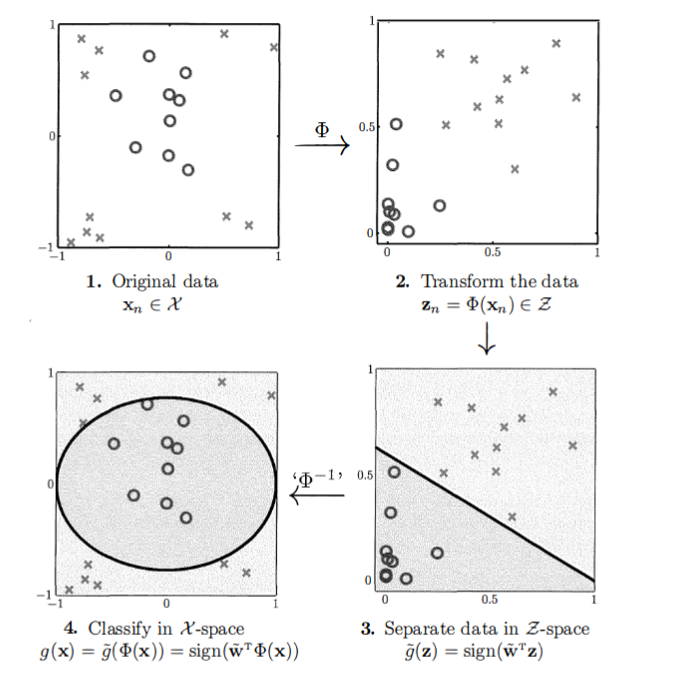 1
0
−1
−1
0
1
1. Original data
xₙ ∈ 𝒳
Φ
1
0.5
0
0
0.5
1
2. Transform the data
zₙ = Φ(xₙ) ∈ 𝒵
1
0
−1
−1
0
1
4. Classify in 𝒳-space
g(x) = g̃(Φ(x)) = sign(w̃ᵀΦ(x))
‘Φ⁻¹’
1
0.5
0
0
0.5
1
3. Separate data in 𝒵-space
g̃(z) = sign(w̃ᵀz)